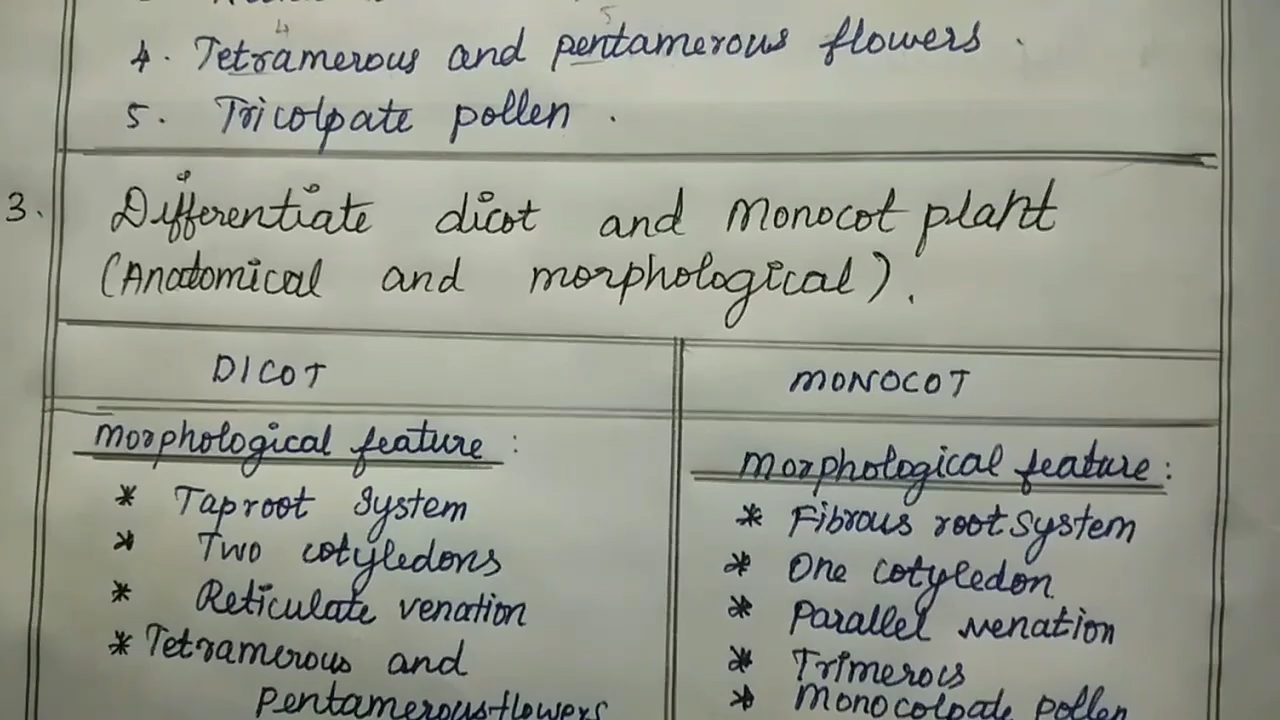 4
5
4. Tetramerous and pentamerous flowers.
5. Tricolpate pollen.
3. Differentiate dicot and Monocot plant
(Anatomical and morphological).
DICOT
Morphological feature:
* Taproot system
* Two cotyledons
* Reticulate venation
* Tetramerous and
pentamerous flowers
MONOCOT
Morphological feature:
* Fibrous root system
* One cotyledon
* Parallel venation
* Trimerous
* Monocolpate pollen